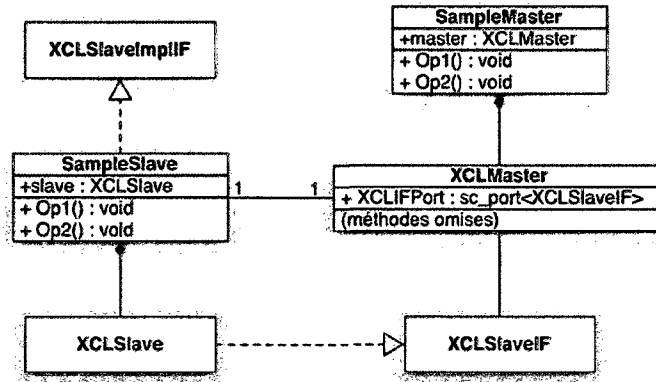 XCLSlaveImplIF
SampleMaster
+master : XCLMaster
+ Op1() : void
+ Op2() : void
SampleSlave
+slave : XCLSlave
+ Op1() : void
+ Op2() : void
1
1
XCLMaster
+ XCLIFPort : sc_port<XCLSlaveIF>
(méthodes omises)
XCLSlave
XCLSlaveIF